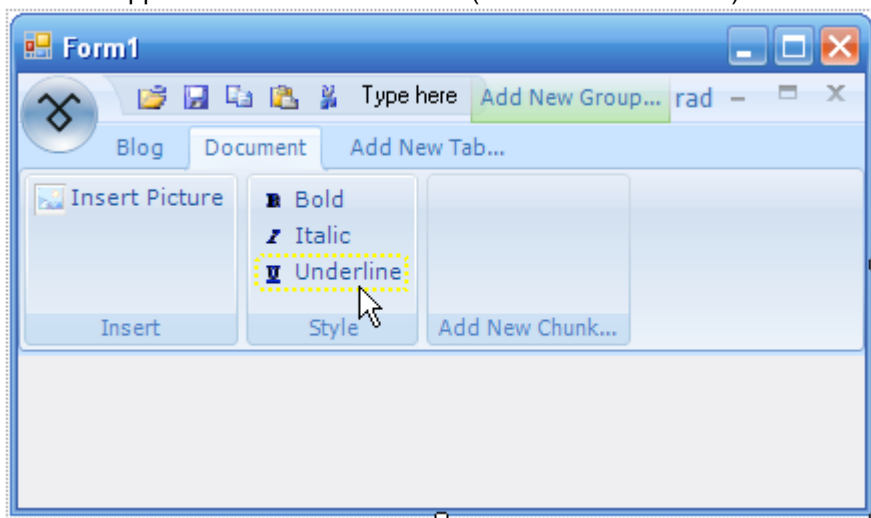 Form1
Type here Add New Group... rad
Blog Document Add New Tab...
Insert Picture
B Bold
I Italic
U Underline
Insert Style Add New Chunk...